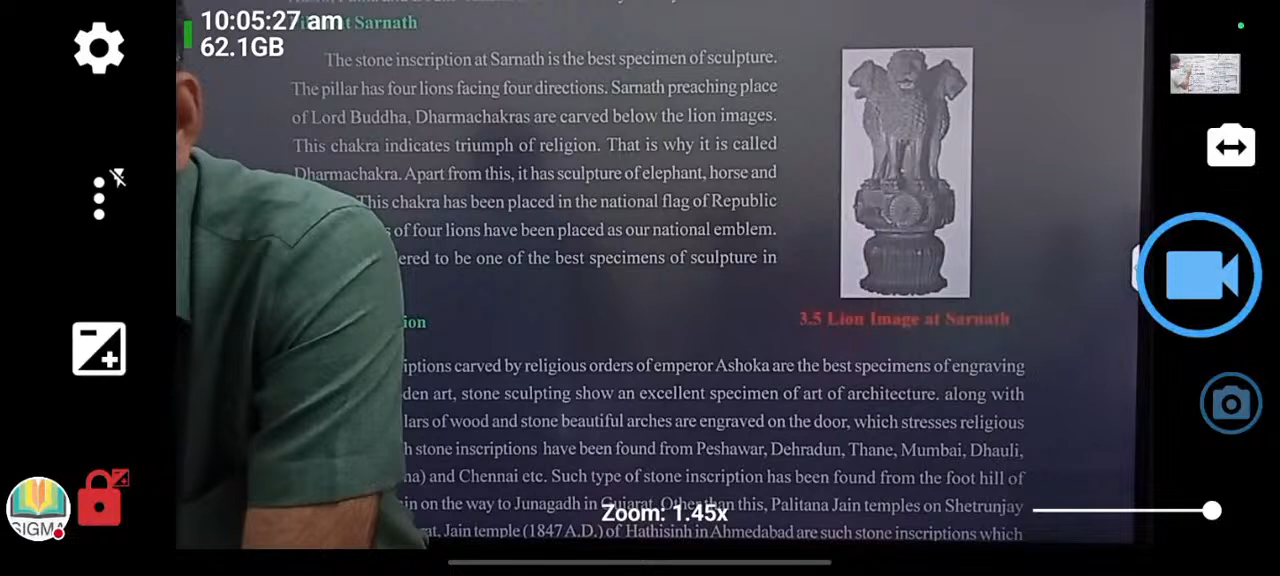 10:05:27 am
62.1GB
at Sarnath
The stone inscription at Sarnath is the best specimen of sculpture.
The pillar has four lions facing four directions. Sarnath preaching place
of Lord Buddha, Dharmachakras are carved below the lion images.
This chakra indicates triumph of religion. That is why it is called
Dharmachakra. Apart from this, it has sculpture of elephant, horse and
This chakra has been placed in the national flag of Republic
of four lions have been placed as our national emblem.
ered to be one of the best specimens of sculpture in
3.5 Lion Image at Sarnath
ion
iptions carved by religious orders of emperor Ashoka are the best specimens of engraving
den art, stone sculpting show an excellent specimen of art of architecture. along with
lars of wood and stone beautiful arches are engraved on the door, which stresses religious
h stone inscriptions have been found from Peshawar, Dehradun, Thane, Mumbai, Dhauli,
na) and Chennai etc. Such type of stone inscription has been found from the foot hill of
in on the way to Junagadh in Gujarat. Other than this, Palitana Jain temples on Shetrunjay
Zoom: 1.45x
at, Jain temple (1847 A.D.) of Hathisinh in Ahmedabad are such stone inscriptions which
SIGMA